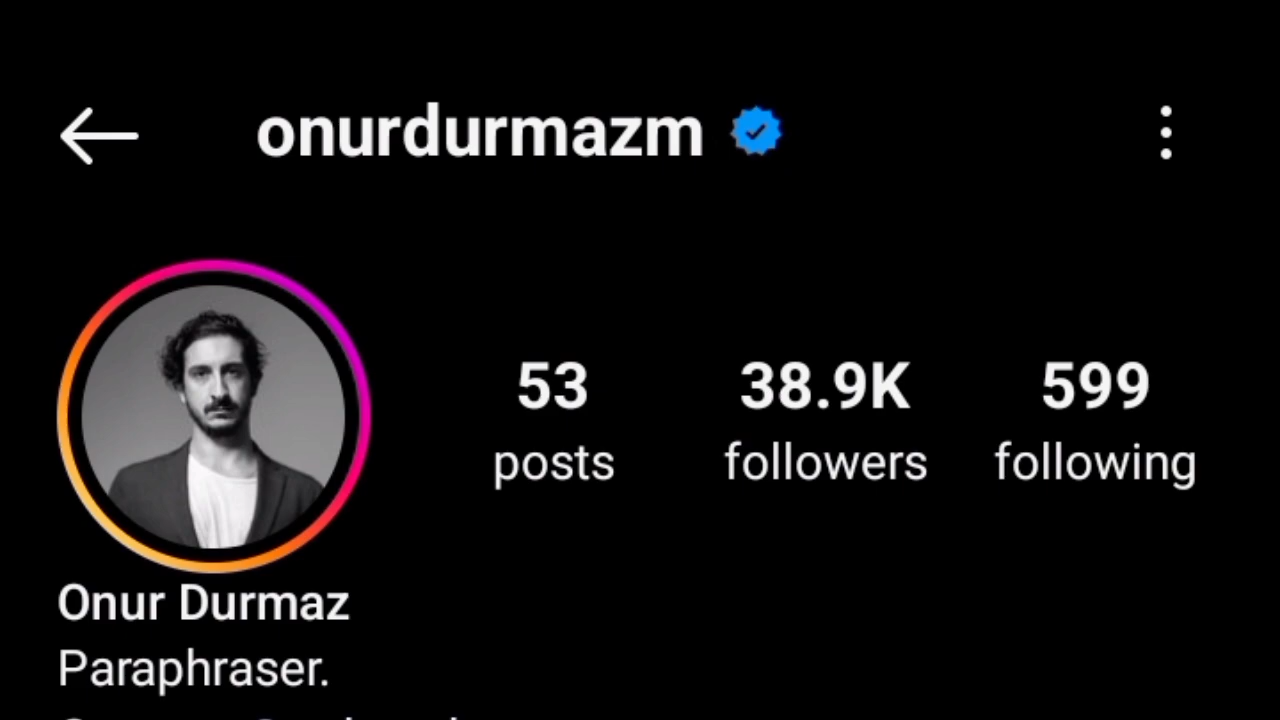 onurdurmazm
53 38.9K 599
posts followers following
Onur Durmaz
Paraphraser.